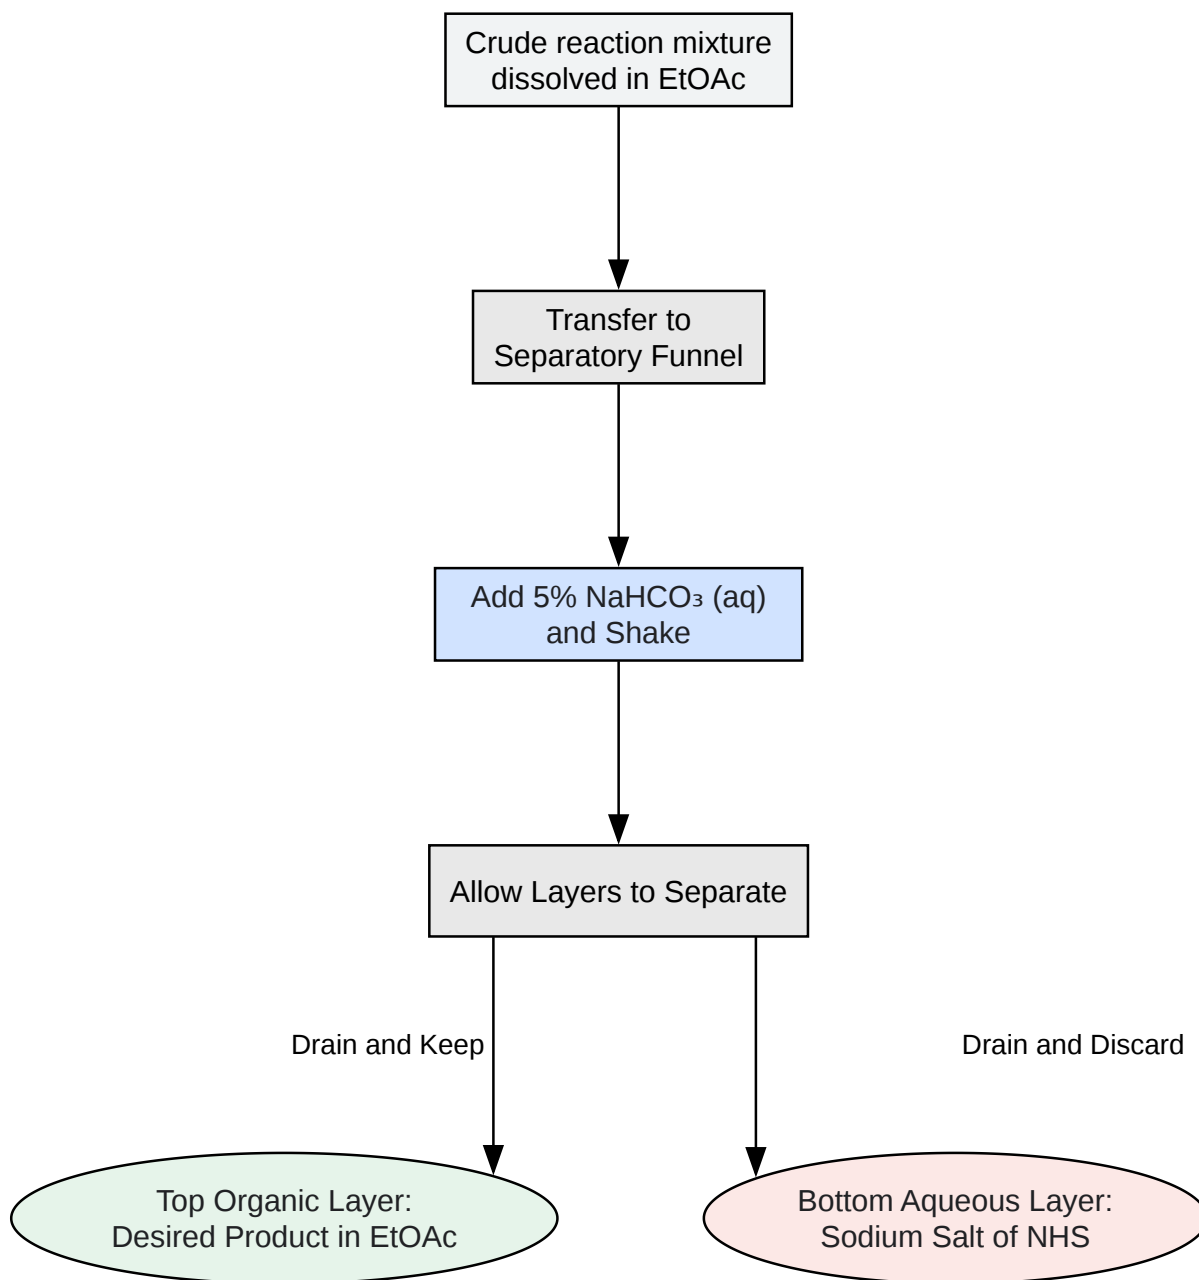 Crude reaction mixture
dissolved in EtOAc
Transfer to
Separatory Funnel
Add 5% NaHCO₃ (aq)
and Shake
Allow Layers to Separate
Drain and Keep
Drain and Discard
Top Organic Layer:
Desired Product in EtOAc
Bottom Aqueous Layer:
Sodium Salt of NHS